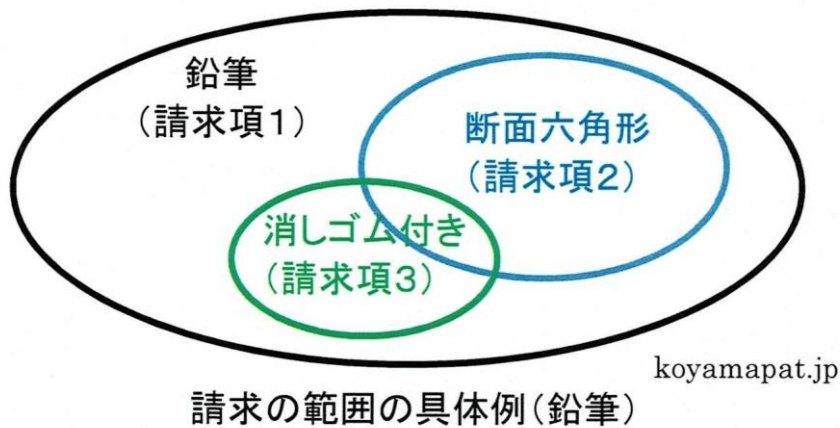 鉛筆
(請求項1)
断面六角形
(請求項2)
消しゴム付き
(請求項3)
koyamapat.jp
請求の範囲の具体例(鉛筆)